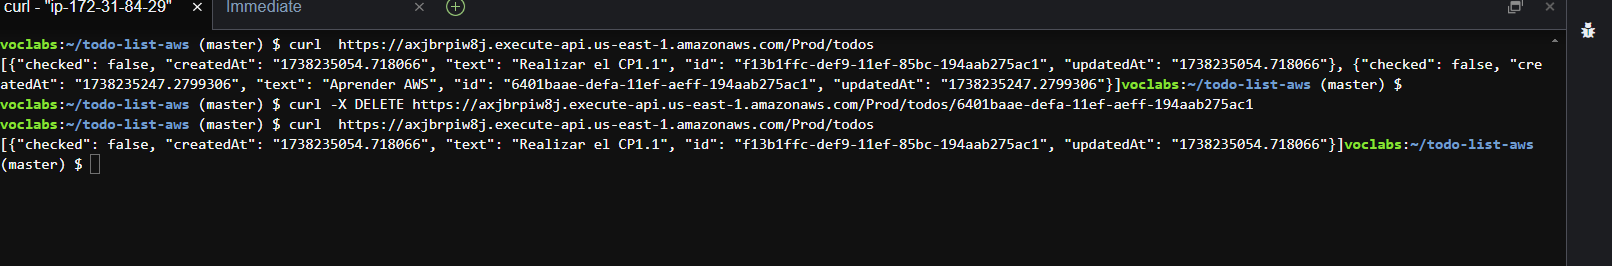 curl - "ip-172-31-84-29" × Immediate ×
voclabs:~/todo-list-aws (master) $ curl  https://axjbrpiw8j.execute-api.us-east-1.amazonaws.com/Prod/todos
[{"checked": false, "createdAt": "1738235054.718066", "text": "Realizar el CP1.1", "id": "f13b1ffc-def9-11ef-85bc-194aab275ac1", "updatedAt": "1738235054.718066"}, {"checked": false, "cre
atedAt": "1738235247.2799306", "text": "Aprender AWS", "id": "6401baae-defa-11ef-aeff-194aab275ac1", "updatedAt": "1738235247.2799306"}]voclabs:~/todo-list-aws (master) $
voclabs:~/todo-list-aws (master) $ curl -X DELETE https://axjbrpiw8j.execute-api.us-east-1.amazonaws.com/Prod/todos/6401baae-defa-11ef-aeff-194aab275ac1
voclabs:~/todo-list-aws (master) $ curl  https://axjbrpiw8j.execute-api.us-east-1.amazonaws.com/Prod/todos
[{"checked": false, "createdAt": "1738235054.718066", "text": "Realizar el CP1.1", "id": "f13b1ffc-def9-11ef-85bc-194aab275ac1", "updatedAt": "1738235054.718066"}]voclabs:~/todo-list-aws
(master) $